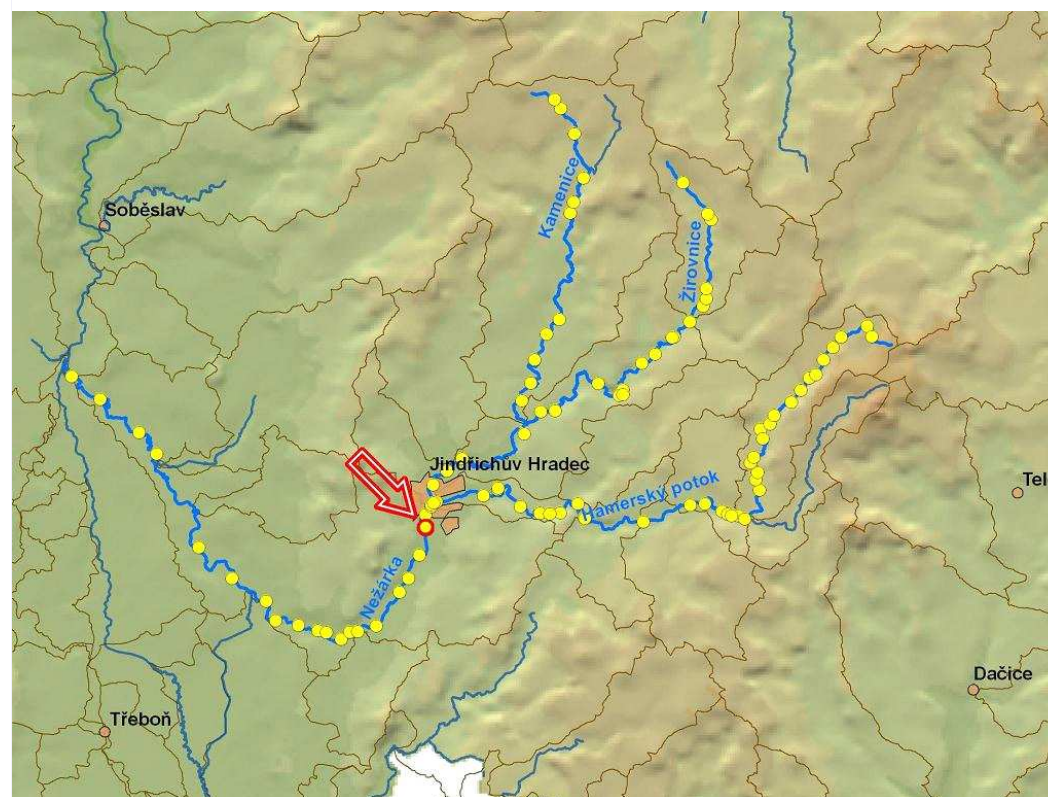 Kamenice
Soběslav
Žirovnice
Jindřichův Hradec
Hamerský potok
Tel
Nežárka
Dačice
Třeboň